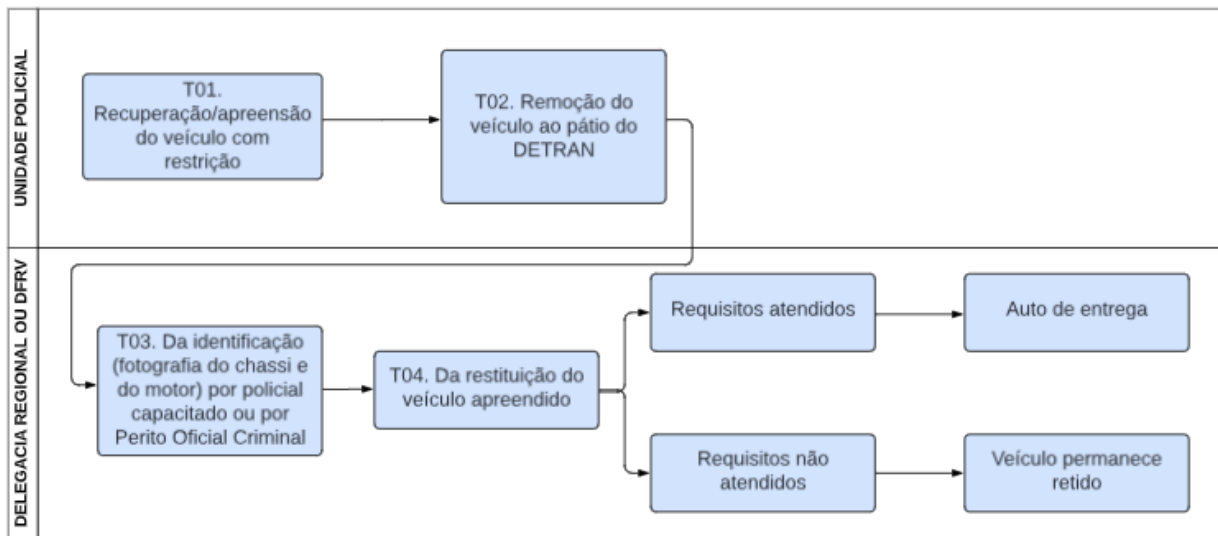 UNIDADE POLICIAL
T01.
Recuperação/apreensão
do veículo com
restrição
T02. Remoção do
veículo ao pátio do
DETRAN
DELEGACIA REGIONAL OU DFRV
T03. Da identificação
(fotografia do chassi e
do motor) por policial
capacitado ou por
Perito Oficial Criminal
T04. Da restituição do
veículo apreendido
Requisitos atendidos
Auto de entrega
Requisitos não
atendidos
Veículo permanece
retido